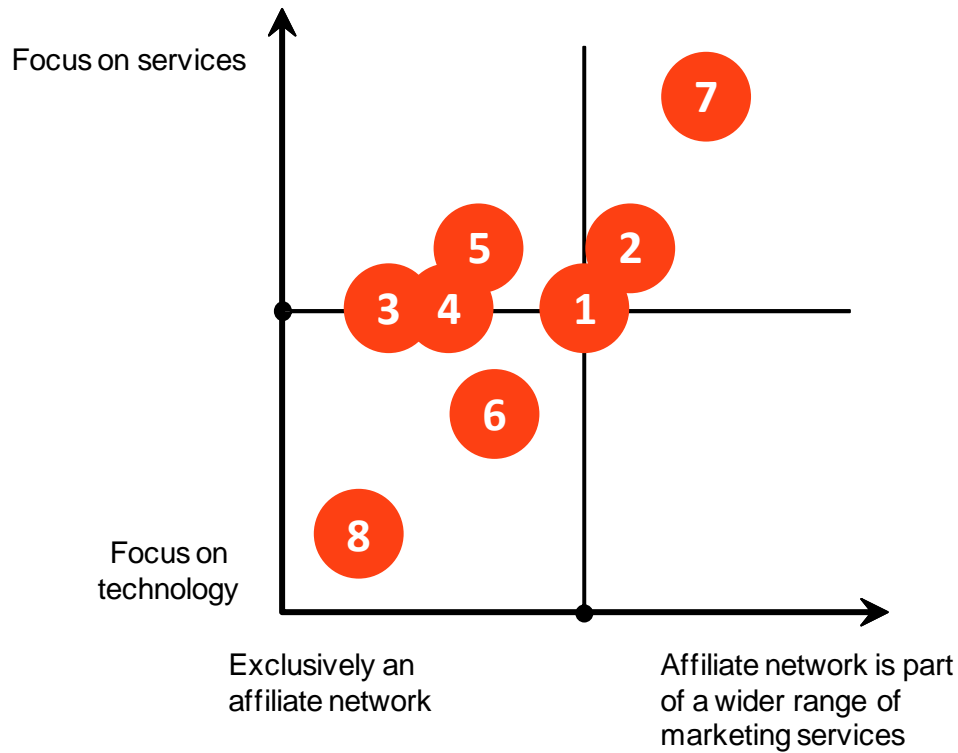 Focus on services
7
5
2
3
4
1
6
8
Focus on
technology
Exclusively an
affiliate network
Affiliate network is part
of a wider range of
marketing services